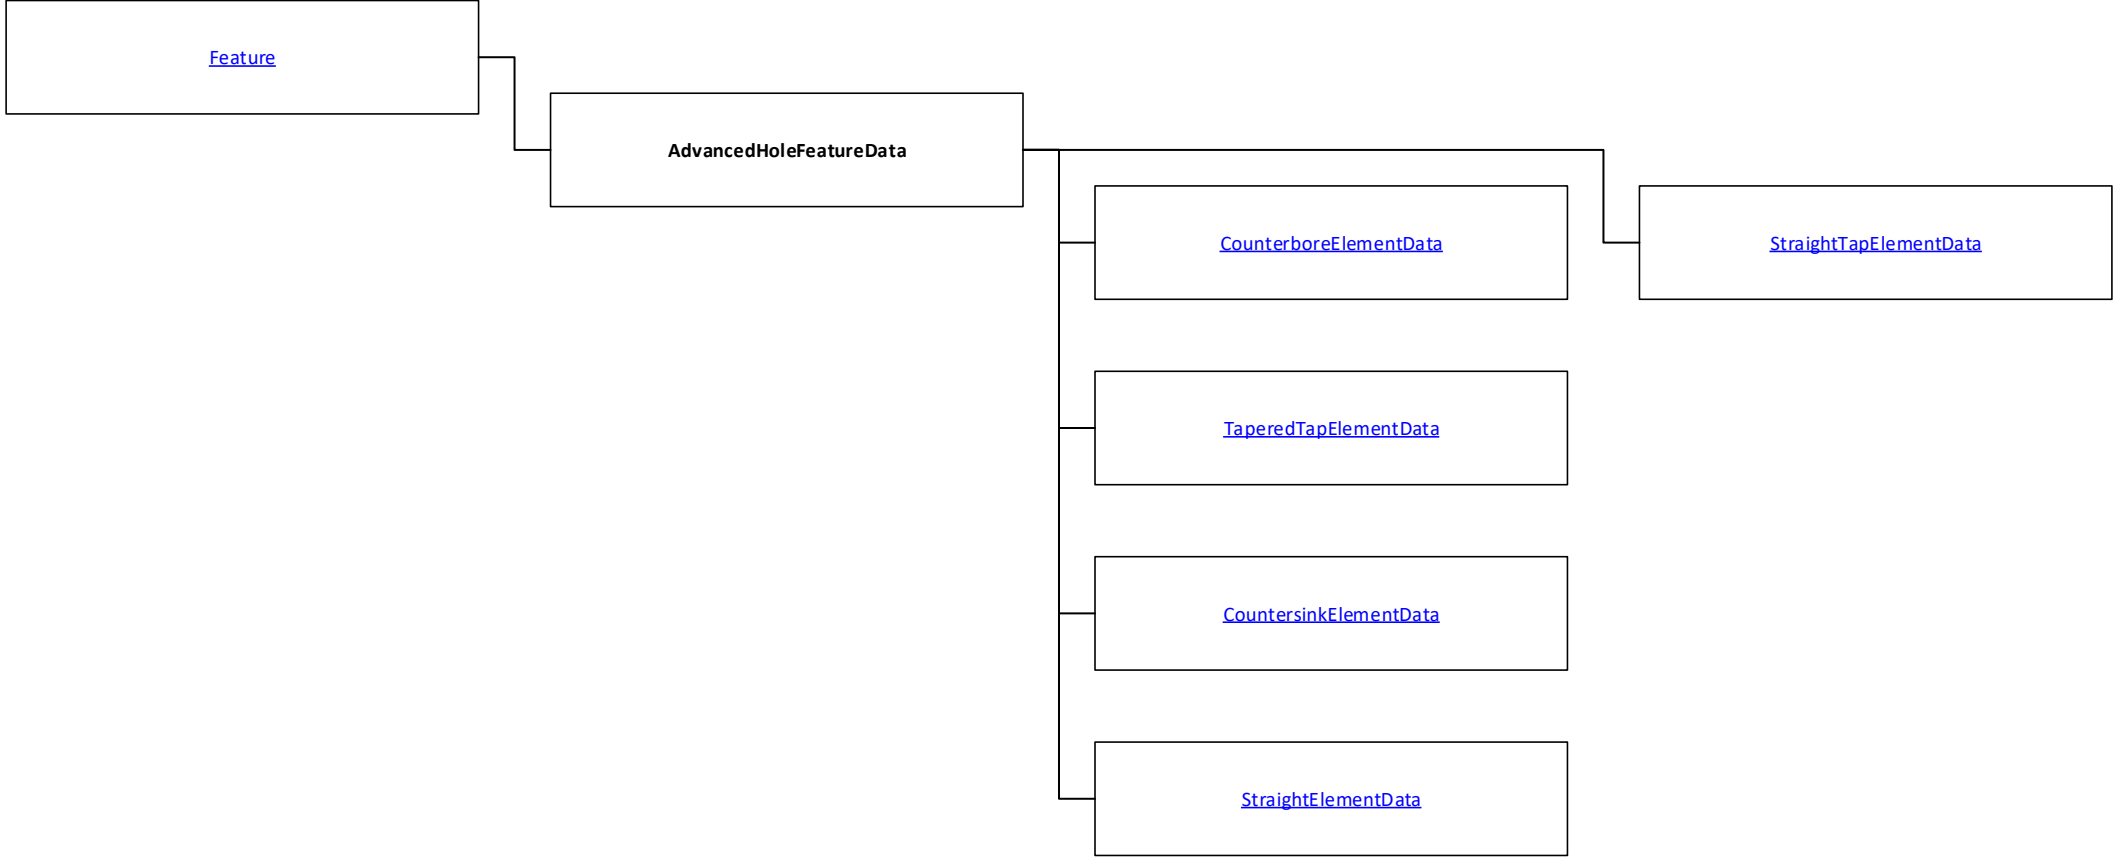 Feature
AdvancedHoleFeatureData
CounterboreElementData
StraightTapElementData
TaperedTapElementData
CountersinkElementData
StraightElementData